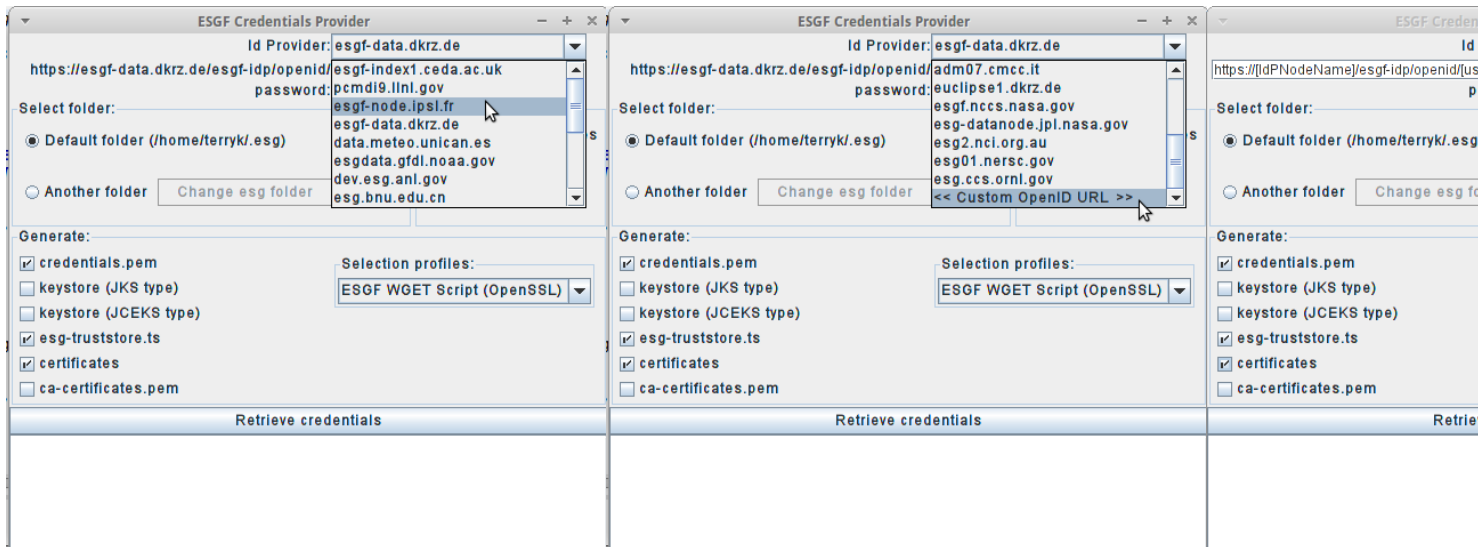 ESGF Credentials Provider
Id Provider: esgf-data.dkrz.de
https://esgf-data.dkrz.de/esgf-idp/openid/
password:
esgf-index1.ceda.ac.uk
pcmdi9.llnl.gov
esgf-node.ipsl.fr
esgf-data.dkrz.de
data.meteo.unican.es
esgdata.gfdl.noaa.gov
dev.esg.anl.gov
esg.bnu.edu.cn
Select folder:
Default folder (/home/terryk/.esg)
Another folder
Change esg folder
Generate:
credentials.pem
keystore (JKS type)
keystore (JCEKS type)
esg-truststore.ts
certificates
ca-certificates.pem
Selection profiles:
ESGF WGET Script (OpenSSL)
Retrieve credentials
ESGF Credentials Provider
Id Provider: esgf-data.dkrz.de
https://esgf-data.dkrz.de/esgf-idp/openid/
password:
adm07.cmcc.it
euclipse1.dkrz.de
esgf.nccs.nasa.gov
esg-datanode.jpl.nasa.gov
esg2.nci.org.au
esg01.nersc.gov
esg.ccs.ornl.gov
<< Custom OpenID URL >>
Select folder:
Default folder (/home/terryk/.esg)
Another folder
Change esg folder
Generate:
credentials.pem
keystore (JKS type)
keystore (JCEKS type)
esg-truststore.ts
certificates
ca-certificates.pem
Selection profiles:
ESGF WGET Script (OpenSSL)
Retrieve credentials
ESGF Creden
Id
https://[IdPNodeName]/esgf-idp/openid/[us
p
Select folder:
Default folder (/home/terryk/.esg
Another folder
Change esg fo
Generate:
credentials.pem
keystore (JKS type)
keystore (JCEKS type)
esg-truststore.ts
certificates
ca-certificates.pem
Retrie